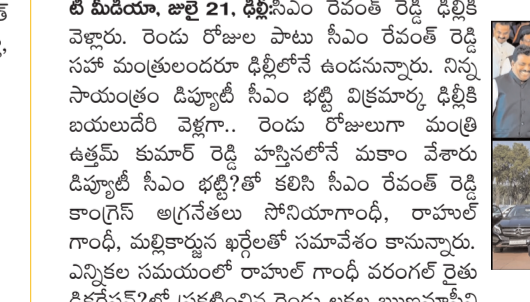 టి మీడియా, జులై 21, ఢిల్లీ:సీఎం రేవంత్ రెడ్డి ఢిల్లీకి
వెళ్లారు. రెండు రోజుల పాటు సీఎం రేవంత్ రెడ్డి
సహా మంత్రులందరూ ఢిల్లీలోనే ఉండనున్నారు. నిన్న
సాయంత్రం డిప్యూటీ సీఎం భట్టి విక్రమార్క ఢిల్లీకి
బయలుదేరి వెళ్లగా.. రెండు రోజులుగా మంత్రి
ఉత్తమ్ కుమార్ రెడ్డి హస్తినలోనే మకాం వేశారు
డిప్యూటీ సీఎం భట్టి?తో కలిసి సీఎం రేవంత్ రెడ్డి
కాంగ్రెస్ అగ్రనేతలు సోనియాగాంధీ, రాహుల్
గాంధీ, మల్లికార్జున ఖర్గేలతో సమావేశం కానున్నారు.
ఎన్నికల సమయంలో రాహుల్ గాంధీ వరంగల్ రైతు